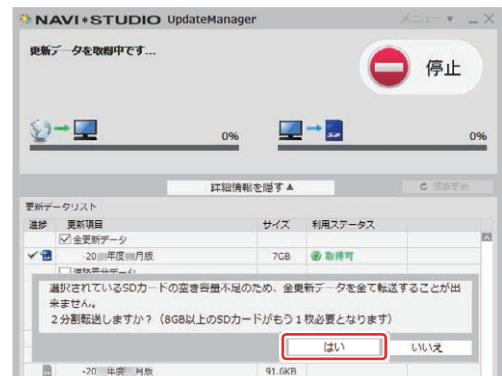 NAVI*STUDIO UpdateManager
メニュー
更新データを取得中です...
停止
0%
0%
詳細情報を隠す▲
更新データリスト
進捗 更新項目 サイズ 利用ステータス
全更新データ
-20 年度 月版 7GB 取得可
選択されているSDカードの空き容量不足のため、全更新データを全て転送することが出
来ません。
2分割転送しますか？（8GB以上のSDカードがもう1枚必要となります）
はい いいえ
-20 年度 月版 91.6KB